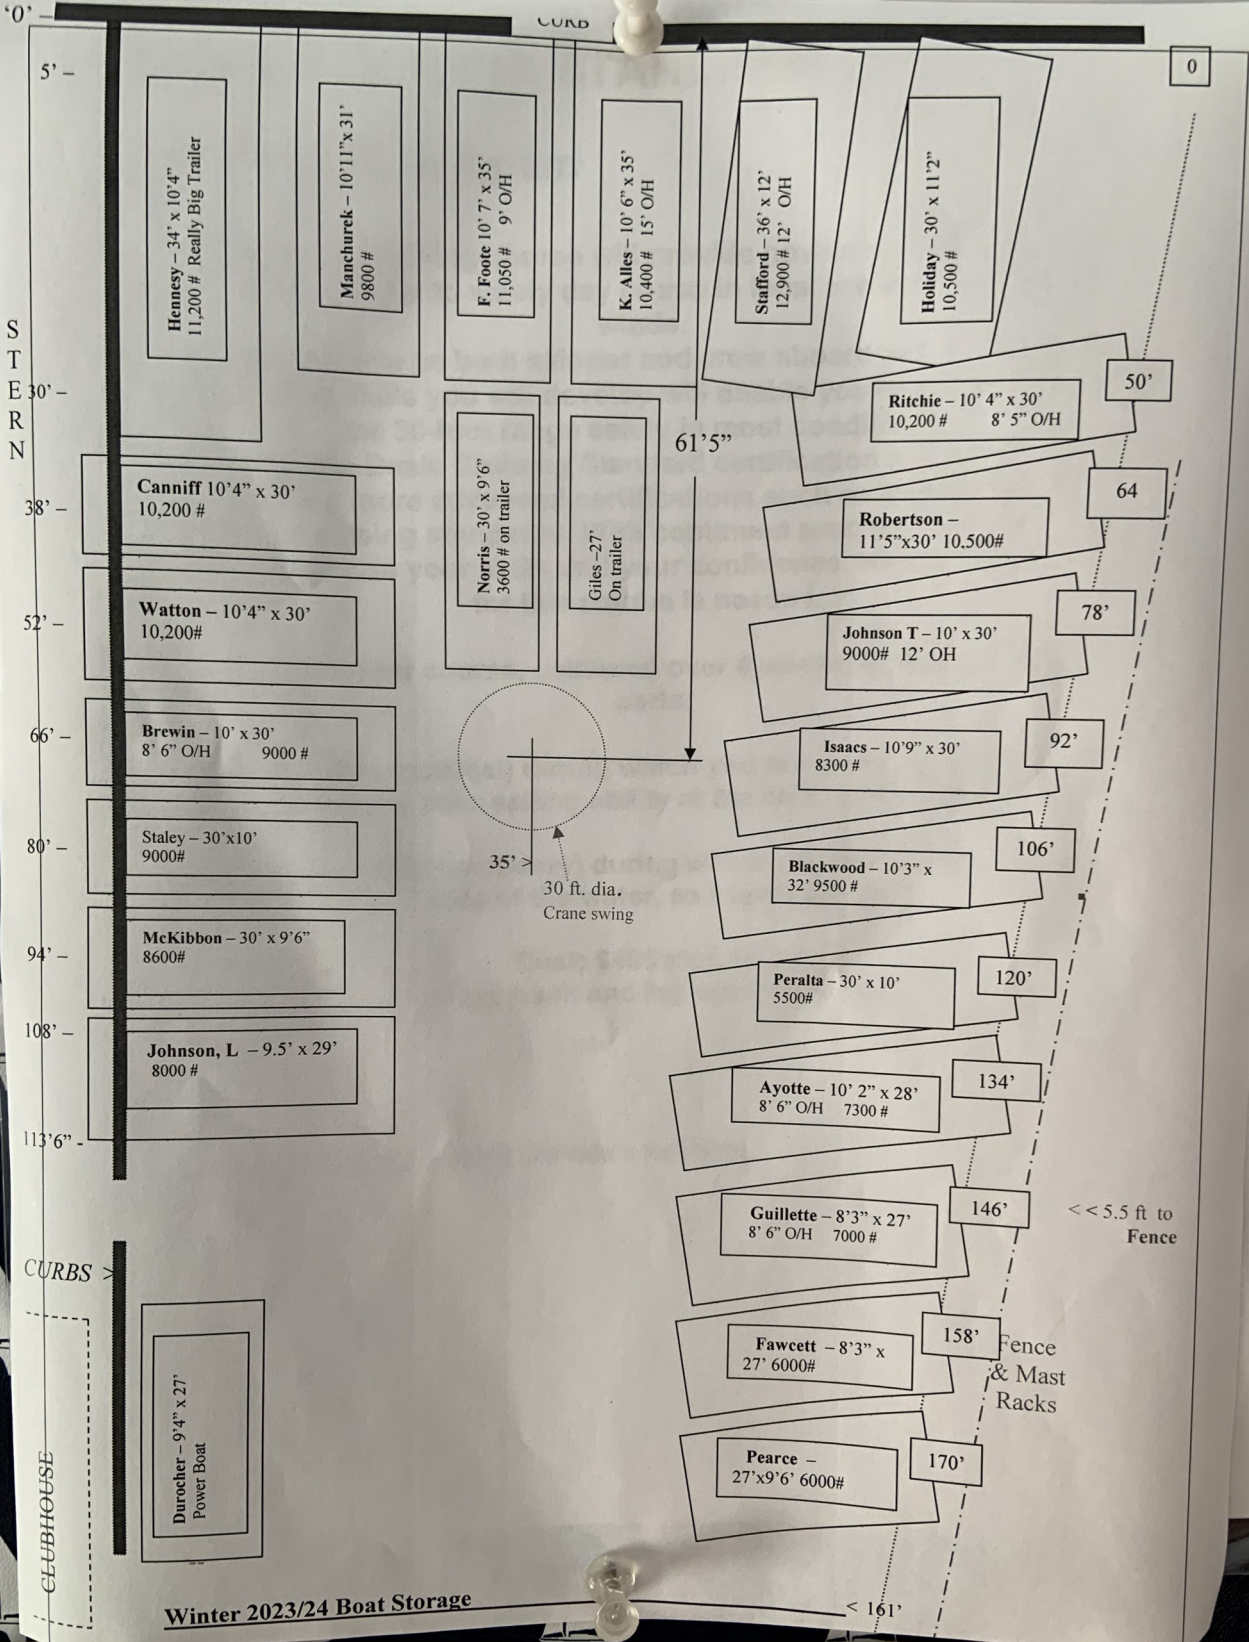 '0' –
CURB
5' –
0
Hennesy – 34' x 10'4"
11,200 # Really Big Trailer
Manchurek – 10'11"x 31'
9800 #
F. Foote 10' 7' x 35'
11,050 # 9' O/H
K. Alles – 10' 6" x 35'
10,400 # 15' O/H
Stafford – 36' x 12'
12,900 # 12' O/H
Holiday – 30' x 11'2"
10,500 #
STERN
30' –
61'5"
Ritchie – 10' 4" x 30'
10,200 # 8' 5" O/H
50'
Canniff 10'4" x 30'
10,200 #
38' –
Norris – 30' x 9'6"
3600 # on trailer
Giles –27'
On trailer
Robertson –
11'5"x30' 10.500#
64
Watton – 10'4" x 30'
10,200#
52' –
Johnson T – 10' x 30'
9000# 12' OH
78'
66' –
Brewin – 10' x 30'
8' 6" O/H 9000 #
Isaacs – 10'9" x 30'
8300 #
92'
80' –
Staley – 30'x10'
9000#
35' >
30 ft. dia.
Crane swing
Blackwood – 10'3" x
32' 9500 #
106'
94' –
McKibbon – 30' x 9'6"
8600#
Peralta – 30' x 10'
5500#
120'
108' –
Johnson, L – 9.5' x 29'
8000 #
Ayotte – 10' 2" x 28'
8' 6" O/H 7300 #
134'
113'6" -
Guillette – 8'3" x 27'
8' 6" O/H 7000 #
146'
< < 5.5 ft to
Fence
CURBS >
Fawcett – 8'3" x
27' 6000#
158'
Fence
& Mast
Racks
Durocher – 9'4" x 27'
Power Boat
Pearce –
27'x9'6' 6000#
170'
CLUBHOUSE
Winter 2023/24 Boat Storage
< 161'